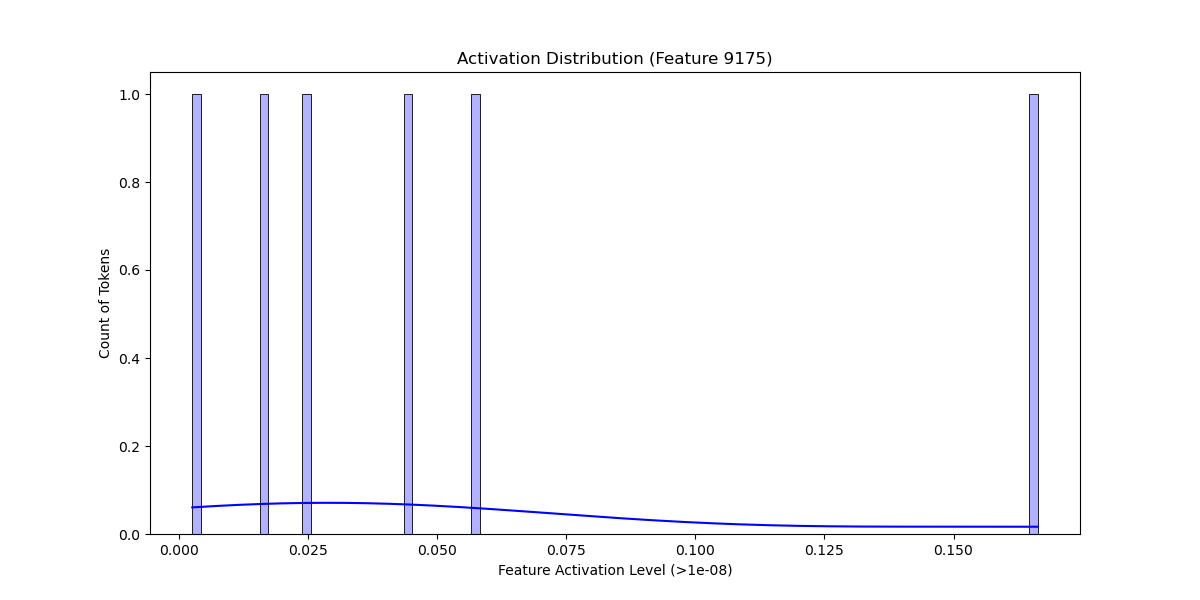 Activation Distribution (Feature 9175)
1.0
0.8
0.6
0.4
0.2
0.0
Count of Tokens
0.000 0.025 0.050 0.075 0.100 0.125 0.150
Feature Activation Level (>1e-08)